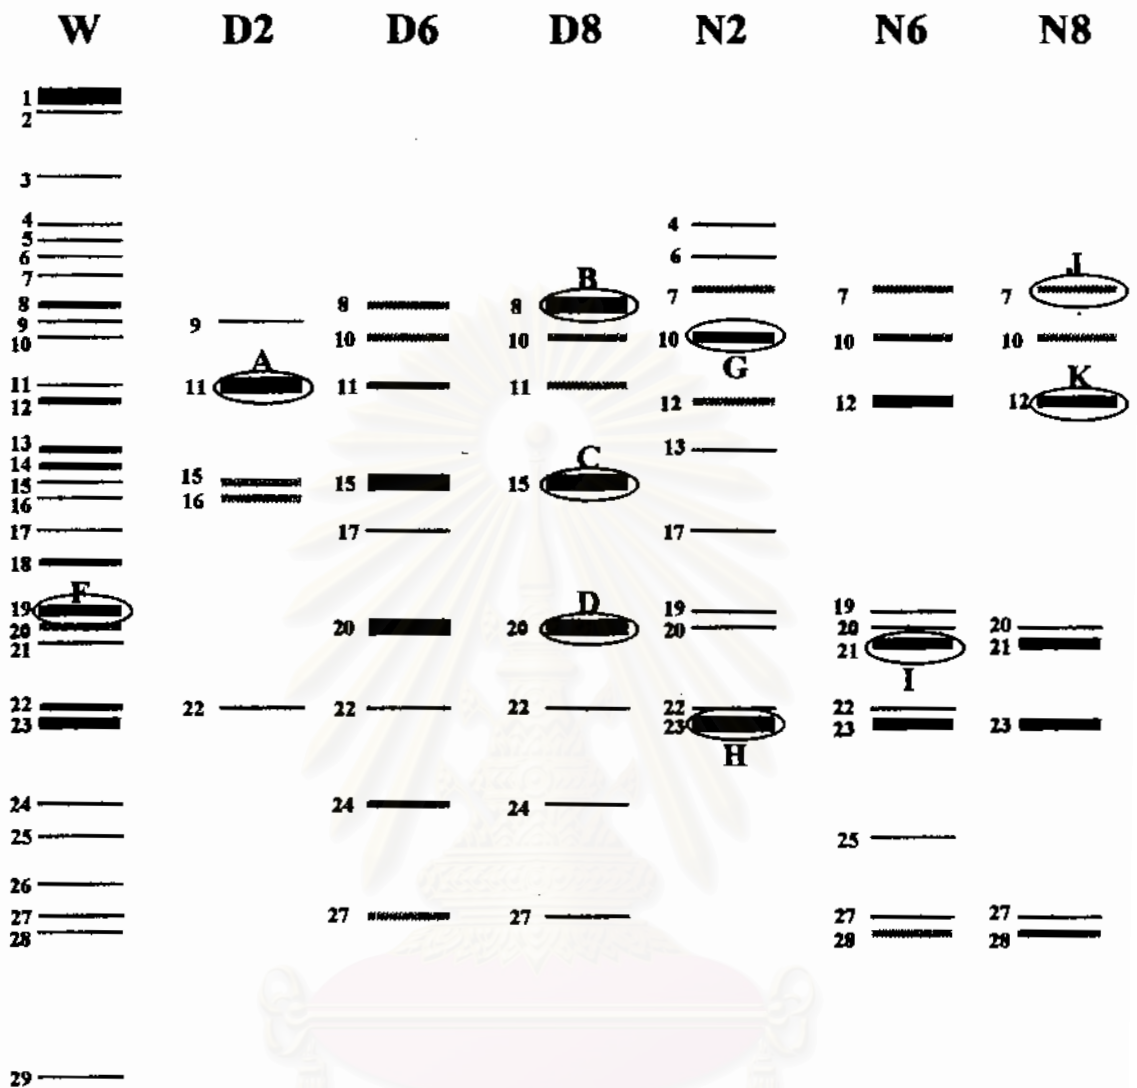 W D2 D6 D8 N2 N6 N8
1
2
3
4 4
5
6 6
J
7 7 7 7
B
8 8 8
9 9
10 10 10 10 10 10
G
A
11 11 11 11
K
12 12 12 12
13 13
14
C
15 15 15 15
16 16
17 17 17
18
F D
19 19 19
20 20 20 20 20 20
21 21 21
I
22 22 22 22 22 22
23 23 23 23
H
24 24 24
25 25
26
27 27 27 27 27
28 28 28
29